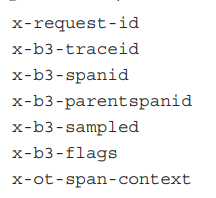 x-request-id
x-b3-traceid
x-b3-spanid
x-b3-parentspanid
x-b3-sampled
x-b3-flags
x-ot-span-context